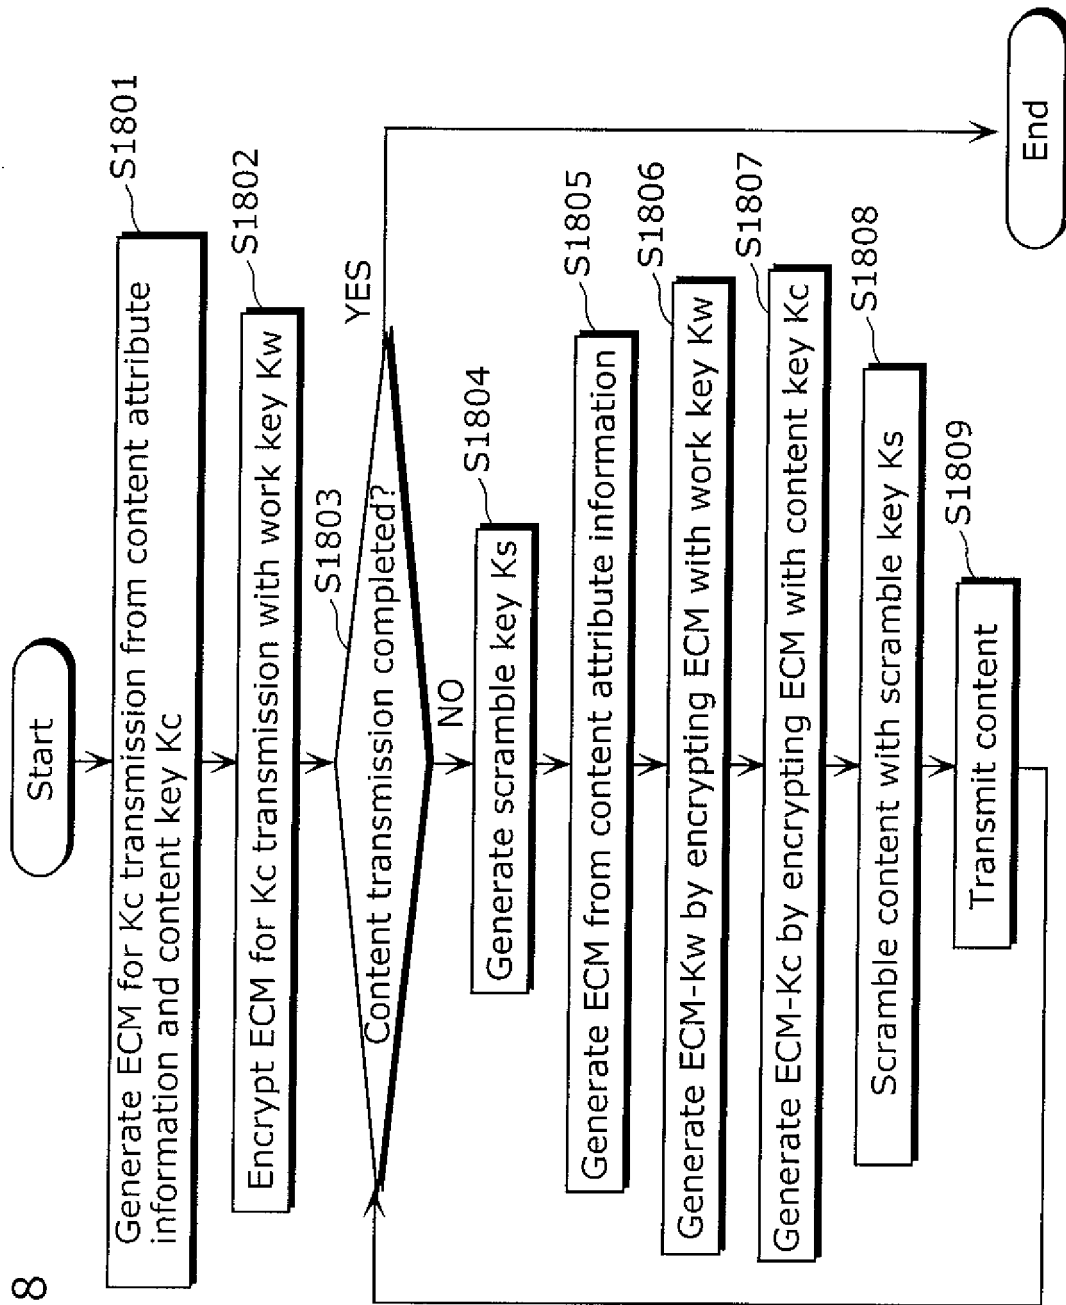 8
Start
Generate ECM for Kc transmission from content attribute
information and content key Kc
S1801
Encrypt ECM for Kc transmission with work key Kw
S1802
Content transmission completed?
S1803
YES
NO
Generate scramble key Ks
S1804
Generate ECM from content attribute information
S1805
Generate ECM-Kw by encrypting ECM with work key Kw
S1806
Generate ECM-Kc by encrypting ECM with content key Kc
S1807
Scramble content with scramble key Ks
S1808
Transmit content
S1809
End